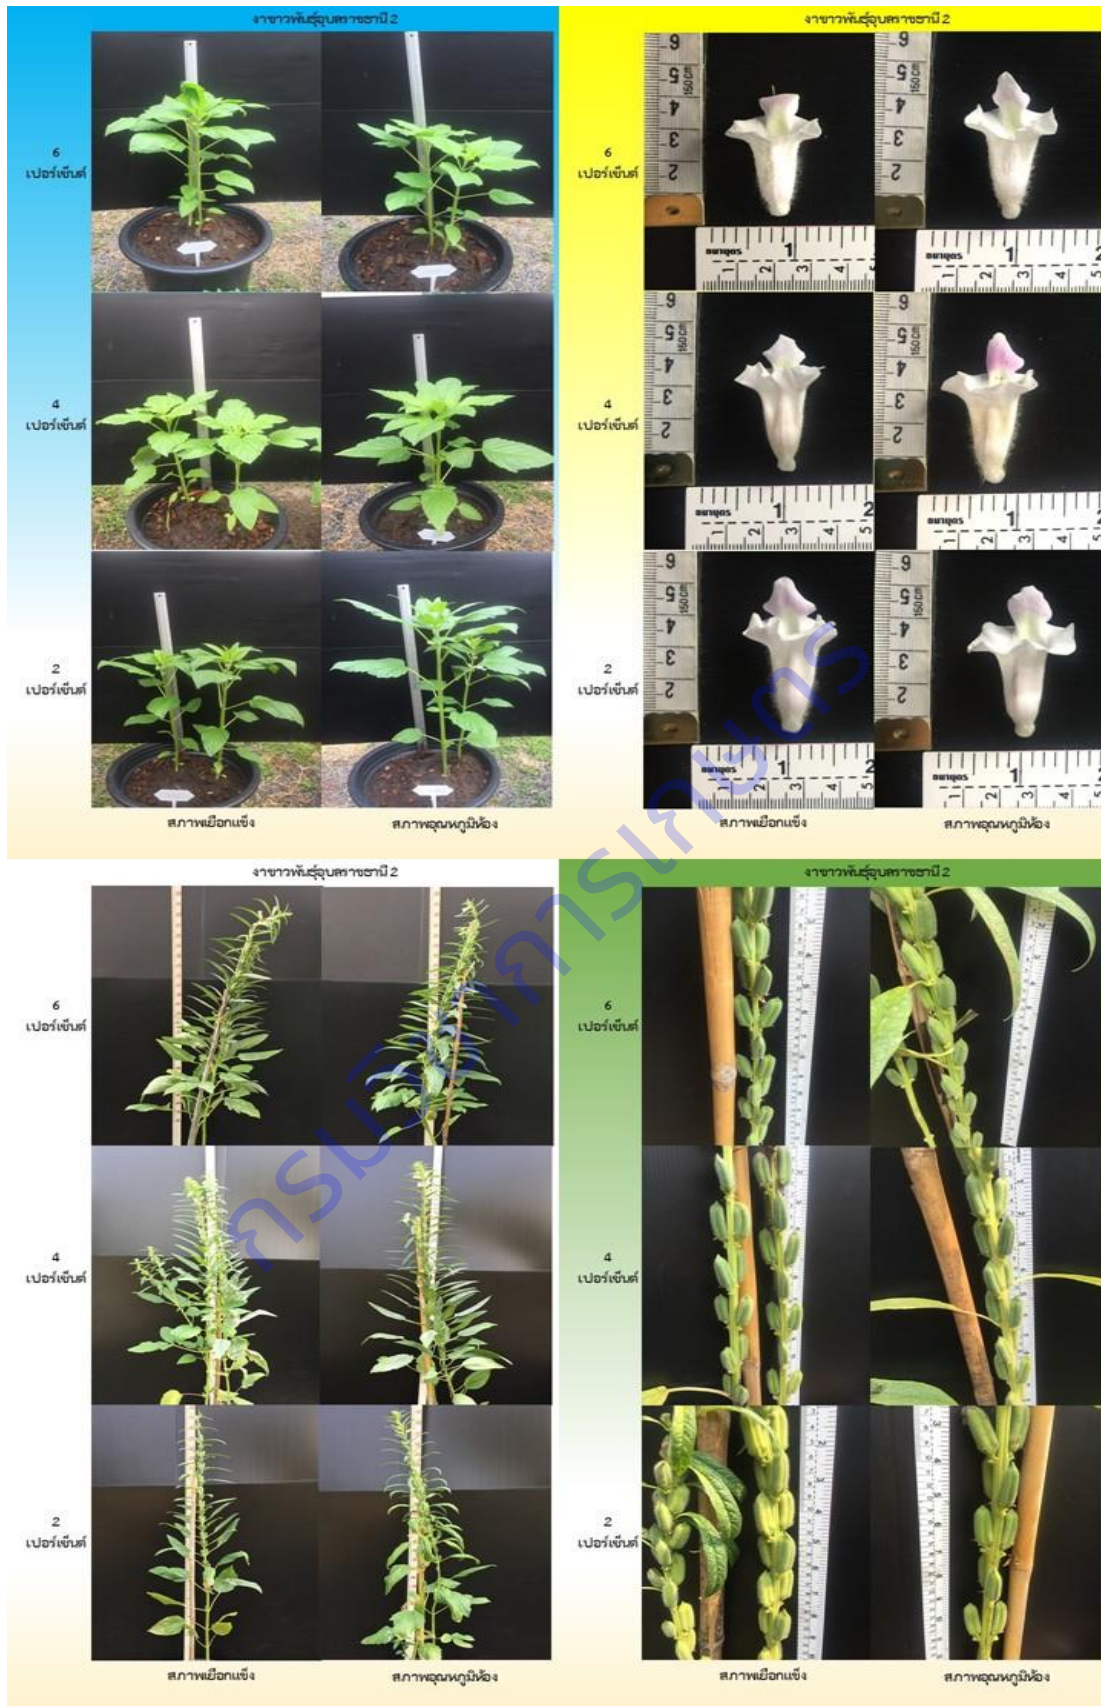 งาขาวพันธุ์อุบลราชธานี 2
6
เปอร์เซ็นต์
4
เปอร์เซ็นต์
2
เปอร์เซ็นต์
สภาพเยือกแข็ง
สภาพอุณหภูมิห้อง
งาขาวพันธุ์อุบลราชธานี 2
6
เปอร์เซ็นต์
4
เปอร์เซ็นต์
2
เปอร์เซ็นต์
สภาพเยือกแข็ง
สภาพอุณหภูมิห้อง
งาขาวพันธุ์อุบลราชธานี 2
6
เปอร์เซ็นต์
4
เปอร์เซ็นต์
2
เปอร์เซ็นต์
สภาพเยือกแข็ง
สภาพอุณหภูมิห้อง
งาขาวพันธุ์อุบลราชธานี 2
6
เปอร์เซ็นต์
4
เปอร์เซ็นต์
2
เปอร์เซ็นต์
สภาพเยือกแข็ง
สภาพอุณหภูมิห้อง
กรมวิชาการเกษตร